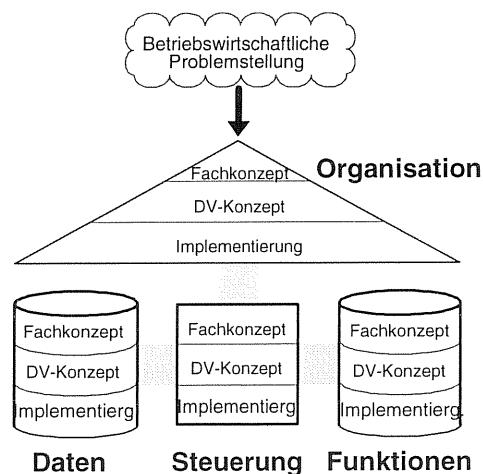 Betriebswirtschaftliche
Problemstellung
Fachkonzept
Organisation
DV-Konzept
Implementierung
Fachkonzept
DV-Konzept
Implementierg
Daten
Fachkonzept
DV-Konzept
Implementierg
Steuerung
Fachkonzept
DV-Konzept
Implementierg.
Funktionen